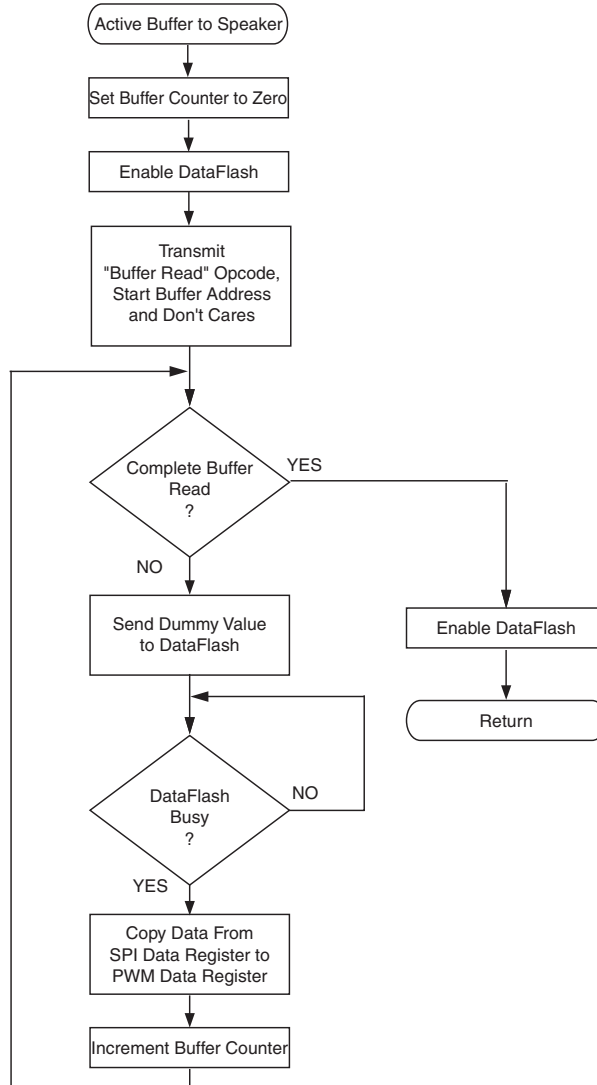 Active Buffer to Speaker
Set Buffer Counter to Zero
Enable DataFlash
Transmit
"Buffer Read" Opcode,
Start Buffer Address
and Don't Cares
Complete Buffer
Read
?
YES
NO
Send Dummy Value
to DataFlash
Enable DataFlash
Return
DataFlash
Busy
?
NO
YES
Copy Data From
SPI Data Register to
PWM Data Register
Increment Buffer Counter